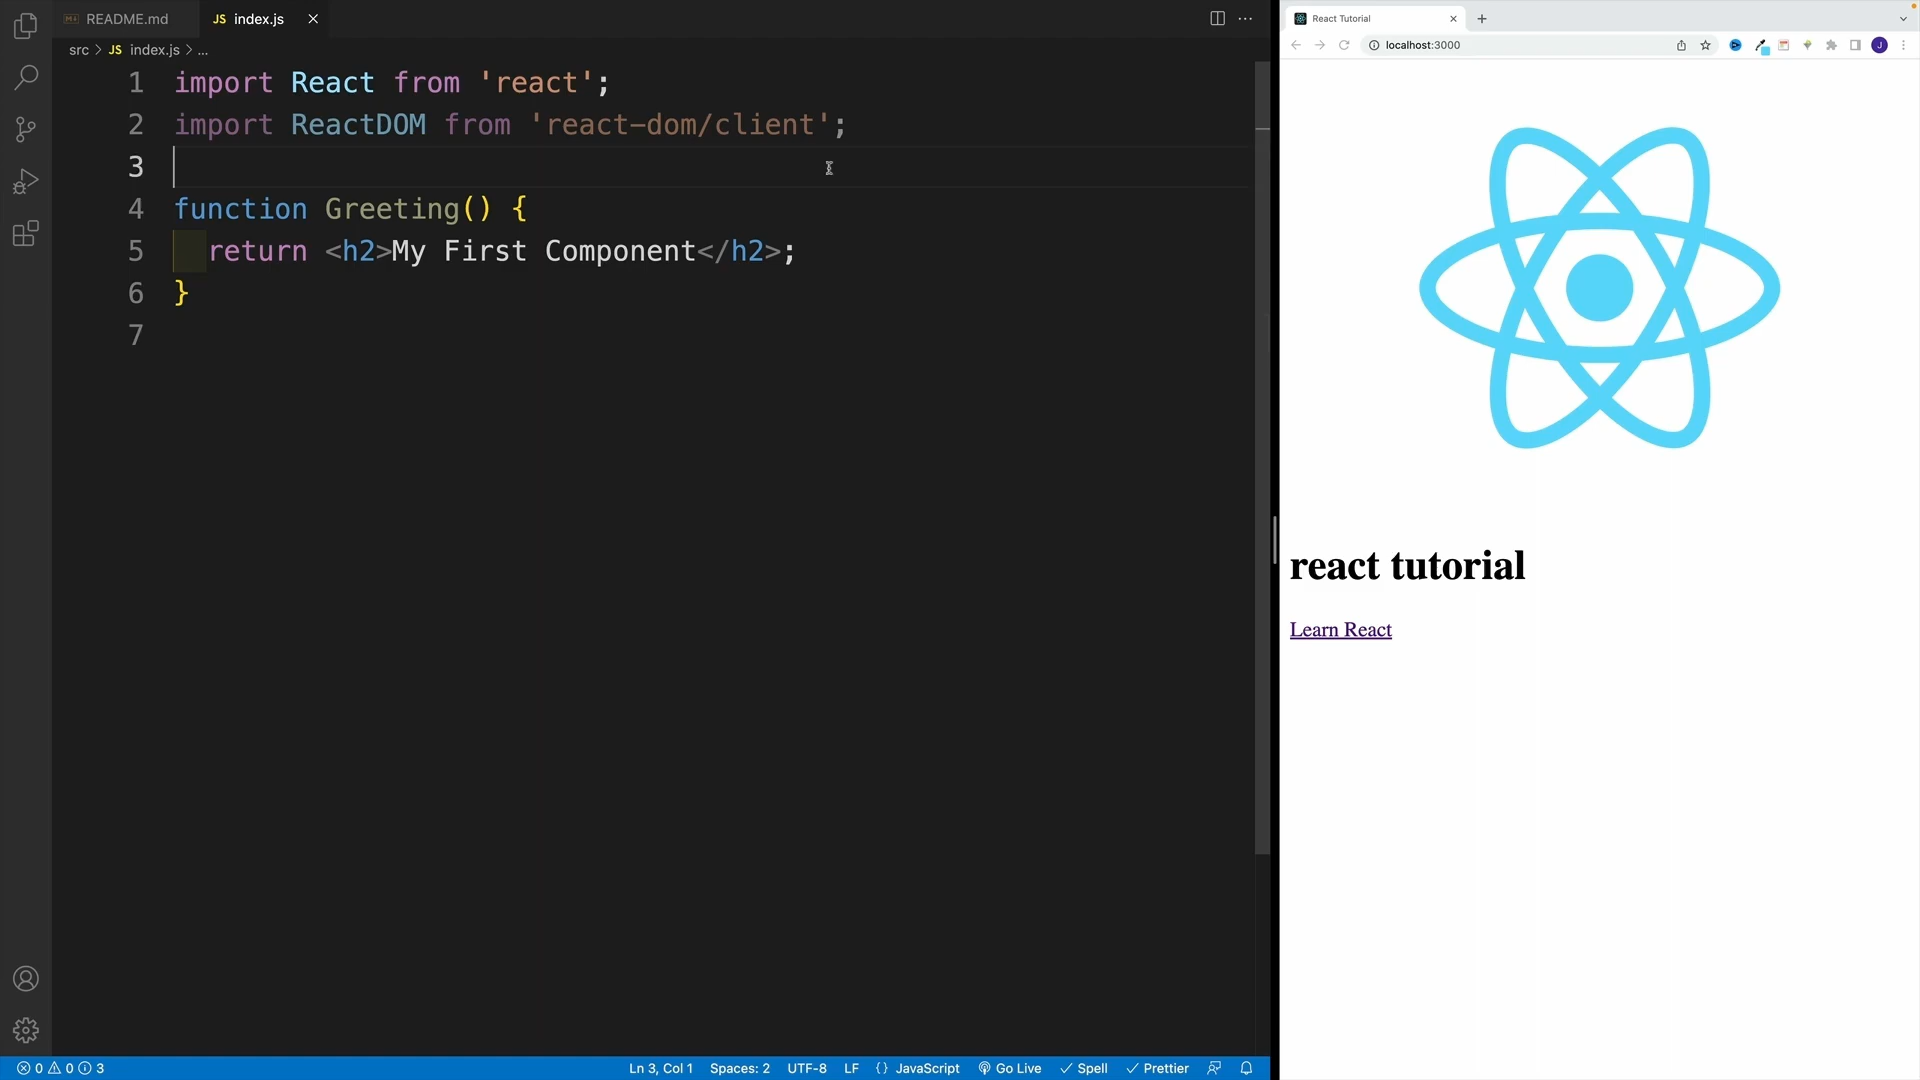 README.md
JS index.js
src > JS index.js > ...
1 import React from 'react';
2 import ReactDOM from 'react-dom/client';
3
4 function Greeting() {
5 return <h2>My First Component</h2>;
6 }
7
0 0 3
Ln 3, Col 1 Spaces: 2 UTF-8 LF {} JavaScript Go Live Spell Prettier
React Tutorial
localhost:3000
J
react tutorial
Learn React